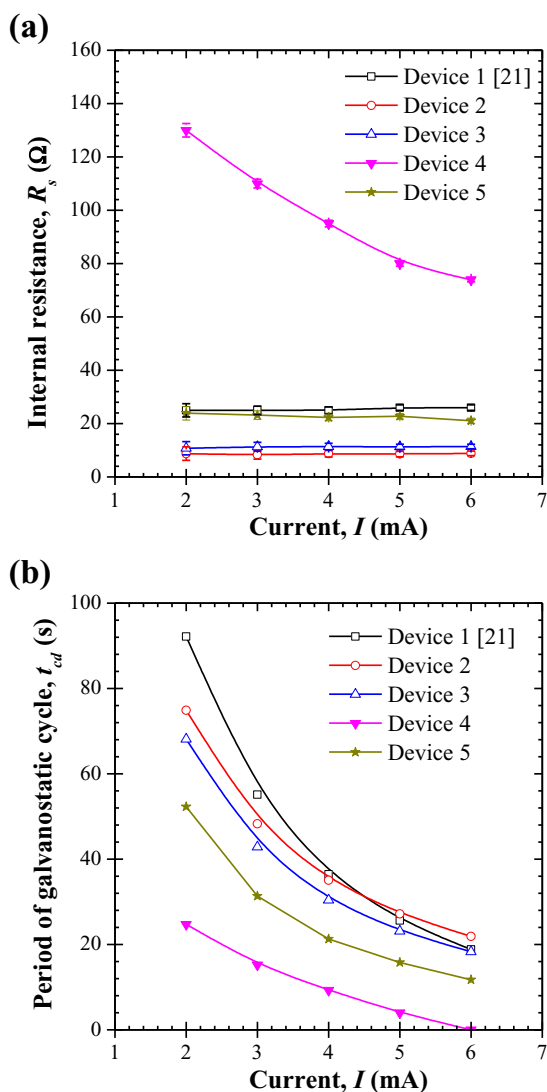 (a)
160
140
120
100
80
60
40
20
0
Internal resistance, R_s (Ω)
Device 1 [21]
Device 2
Device 3
Device 4
Device 5
1 2 3 4 5 6 7
Current, I (mA)
(b)
100
80
60
40
20
0
Period of galvanostatic cycle, t_cd (s)
Device 1 [21]
Device 2
Device 3
Device 4
Device 5
1 2 3 4 5 6 7
Current, I (mA)